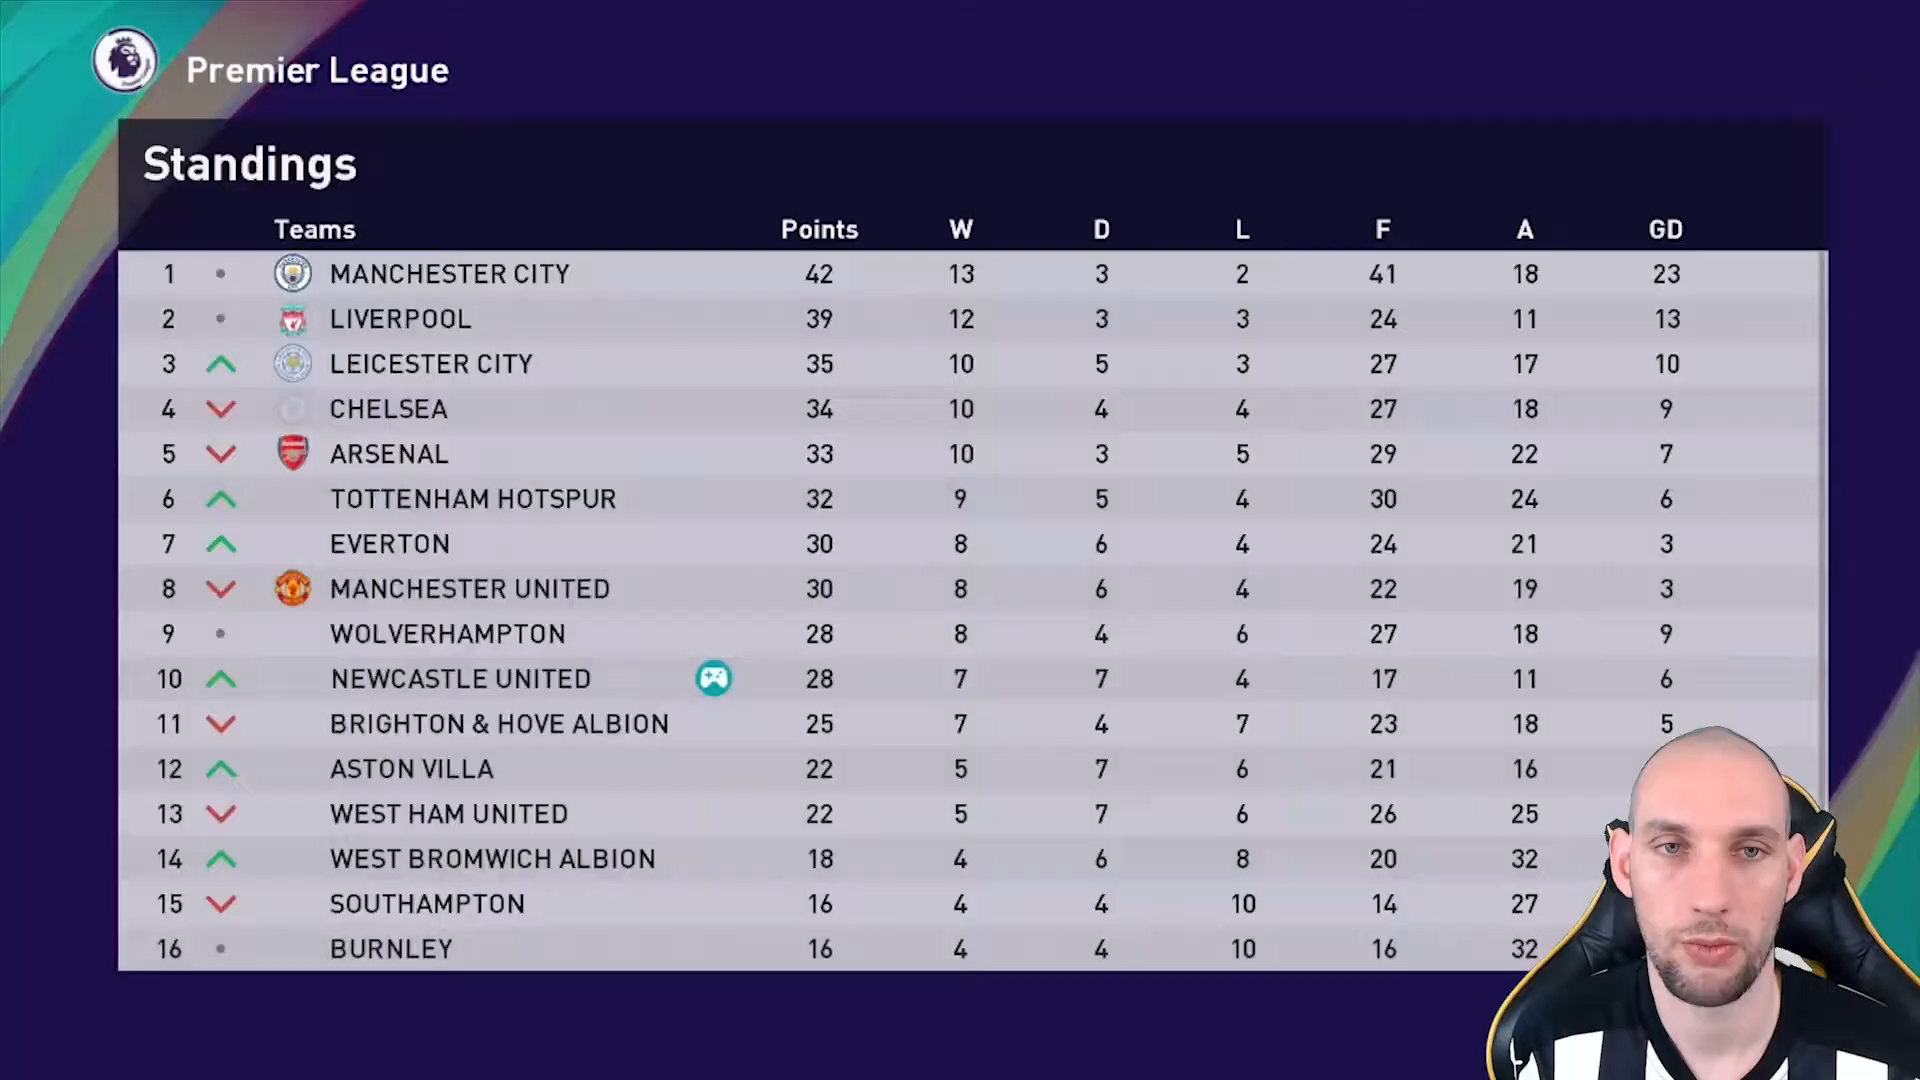 Premier League
Standings
Teams Points W D L F A GD
1 MANCHESTER CITY 42 13 3 2 41 18 23
2 LIVERPOOL 39 12 3 3 24 11 13
3 LEICESTER CITY 35 10 5 3 27 17 10
4 CHELSEA 34 10 4 4 27 18 9
5 ARSENAL 33 10 3 5 29 22 7
6 TOTTENHAM HOTSPUR 32 9 5 4 30 24 6
7 EVERTON 30 8 6 4 24 21 3
8 MANCHESTER UNITED 30 8 6 4 22 19 3
9 WOLVERHAMPTON 28 8 4 6 27 18 9
10 NEWCASTLE UNITED 28 7 7 4 17 11 6
11 BRIGHTON & HOVE ALBION 25 7 4 7 23 18 5
12 ASTON VILLA 22 5 7 6 21 16
13 WEST HAM UNITED 22 5 7 6 26 25
14 WEST BROMWICH ALBION 18 4 6 8 20 32
15 SOUTHAMPTON 16 4 4 10 14 27
16 BURNLEY 16 4 4 10 16 32